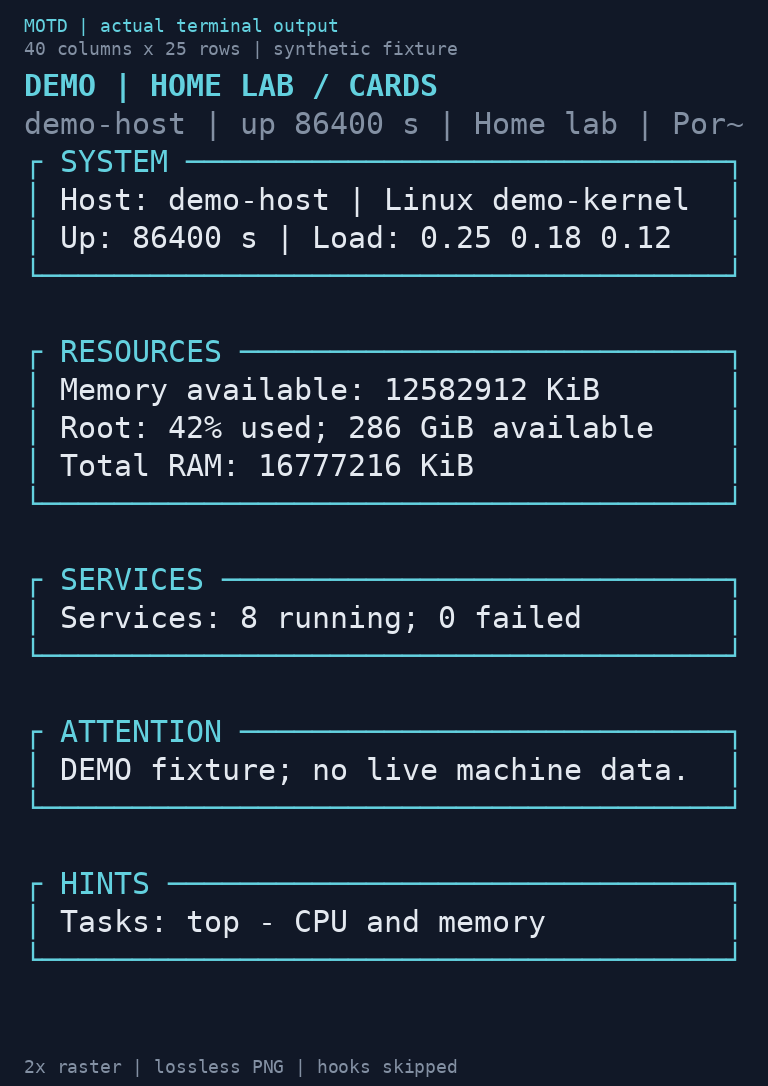 MOTD | actual terminal output
40 columns x 25 rows | synthetic fixture
DEMO | HOME LAB / CARDS
demo-host | up 86400 s | Home lab | Por~
SYSTEM
Host: demo-host | Linux demo-kernel
Up: 86400 s | Load: 0.25 0.18 0.12
RESOURCES
Memory available: 12582912 KiB
Root: 42% used; 286 GiB available
Total RAM: 16777216 KiB
SERVICES
Services: 8 running; 0 failed
ATTENTION
DEMO fixture; no live machine data.
HINTS
Tasks: top - CPU and memory
2x raster | lossless PNG | hooks skipped